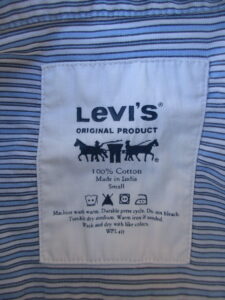 LEVI'S®
ORIGINAL PRODUCT
100% Cotton
Made in India
Small
Machine wash warm. Durable press cycle. Do not bleach.
Tumble dry medium. Warm iron if needed.
Wash and dry with like colors.